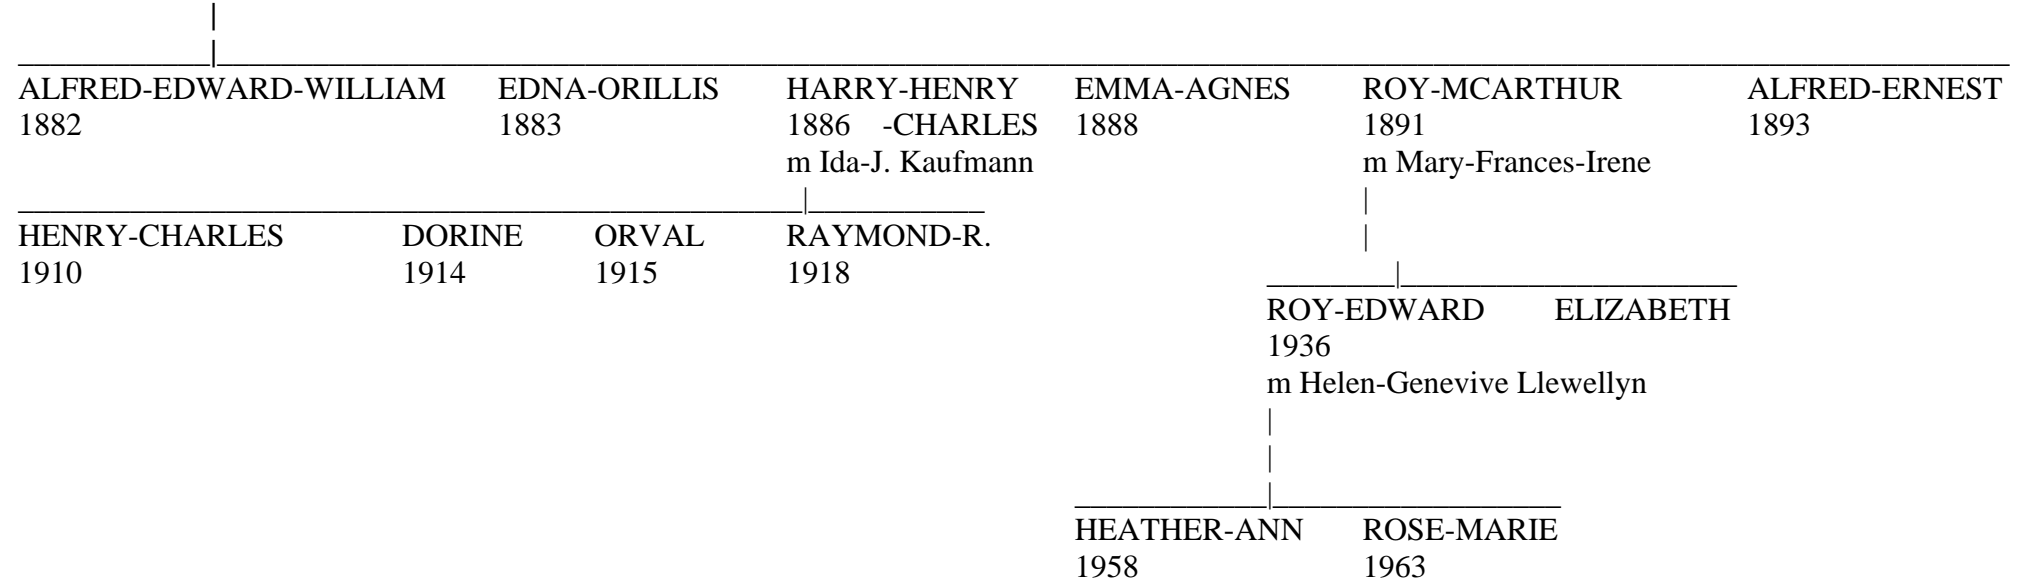 ALFRED-EDWARD-WILLIAM EDNA-ORILLIS HARRY-HENRY EMMA-AGNES ROY-MCARTHUR ALFRED-ERNEST
1882 1883 1886 -CHARLES 1888 1891 1893
m Ida-J. Kaufmann m Mary-Frances-Irene
HENRY-CHARLES DORINE ORVAL RAYMOND-R.
1910 1914 1915 1918
ROY-EDWARD ELIZABETH
1936
m Helen-Genevive Llewellyn
HEATHER-ANN ROSE-MARIE
1958 1963